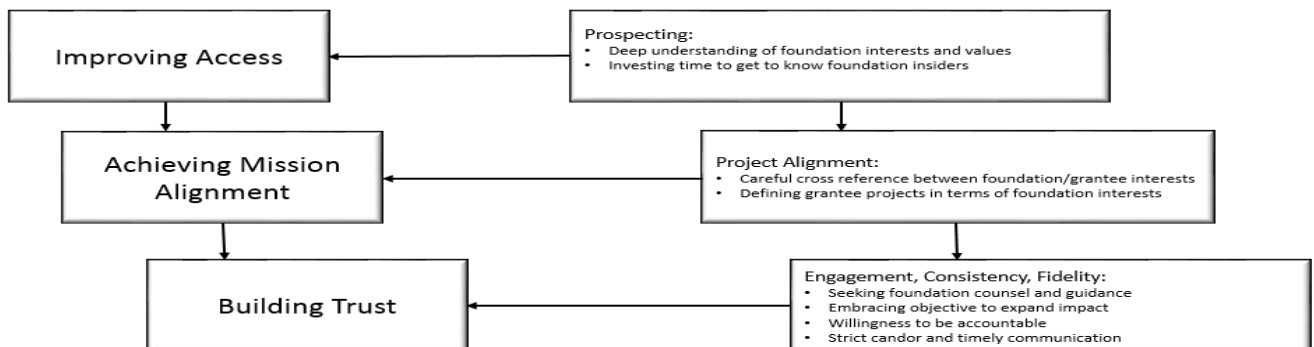 Improving Access
Prospecting:
• Deep understanding of foundation interests and values
• Investing time to get to know foundation insiders
Achieving Mission
Alignment
Project Alignment:
• Careful cross reference between foundation/grantee interests
• Defining grantee projects in terms of foundation interests
Building Trust
Engagement, Consistency, Fidelity:
• Seeking foundation counsel and guidance
• Embracing objective to expand impact
• Willingness to be accountable
• Strict candor and timely communication